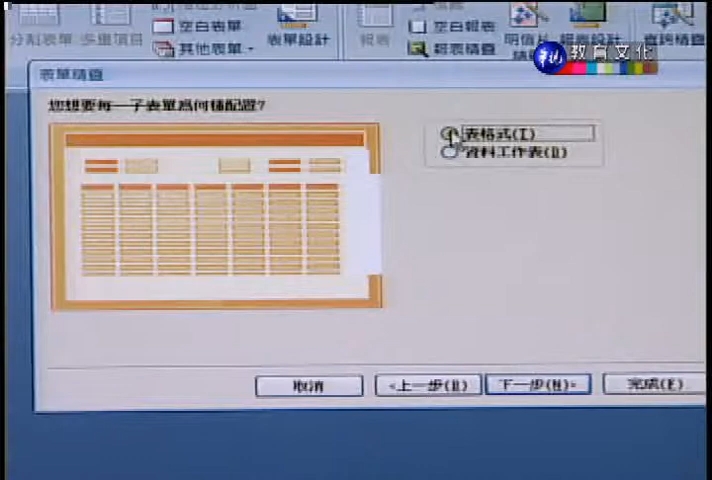 分割表單 多重項目
空白表單
其他表單
表單設計
報表
空白報表
報表精靈
明信片
報表設計
查詢精靈
華視 教育文化
表單精靈
您想要每一子表單為何種配置?
表格式(T)
資料工作表(D)
取消
<上一步(B)
下一步(N)>
完成(F)